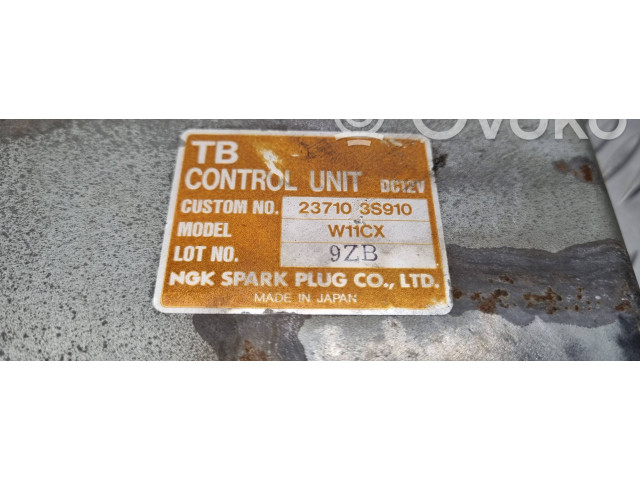 Ovoko
TB
CONTROL UNIT DC12V
CUSTOM NO. 23710 3S910
MODEL W11CX
LOT NO. 9ZB
NGK SPARK PLUG CO., LTD.
MADE IN JAPAN